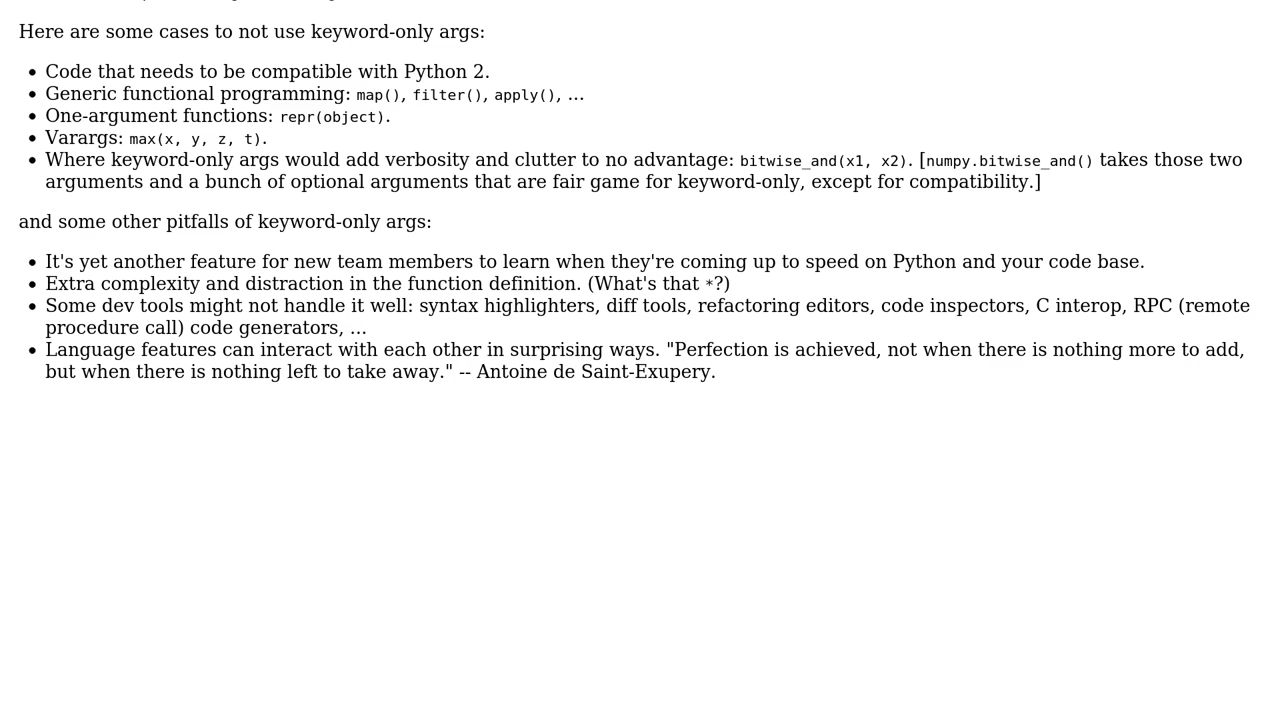 Here are some cases to not use keyword-only args:
• Code that needs to be compatible with Python 2.
• Generic functional programming: map(), filter(), apply(), ...
• One-argument functions: repr(object).
• Varargs: max(x, y, z, t).
• Where keyword-only args would add verbosity and clutter to no advantage: bitwise_and(x1, x2). [numpy.bitwise_and() takes those two
arguments and a bunch of optional arguments that are fair game for keyword-only, except for compatibility.]
and some other pitfalls of keyword-only args:
• It's yet another feature for new team members to learn when they're coming up to speed on Python and your code base.
• Extra complexity and distraction in the function definition. (What's that *?)
• Some dev tools might not handle it well: syntax highlighters, diff tools, refactoring editors, code inspectors, C interop, RPC (remote
procedure call) code generators, ...
• Language features can interact with each other in surprising ways. "Perfection is achieved, not when there is nothing more to add,
but when there is nothing left to take away." -- Antoine de Saint-Exupery.